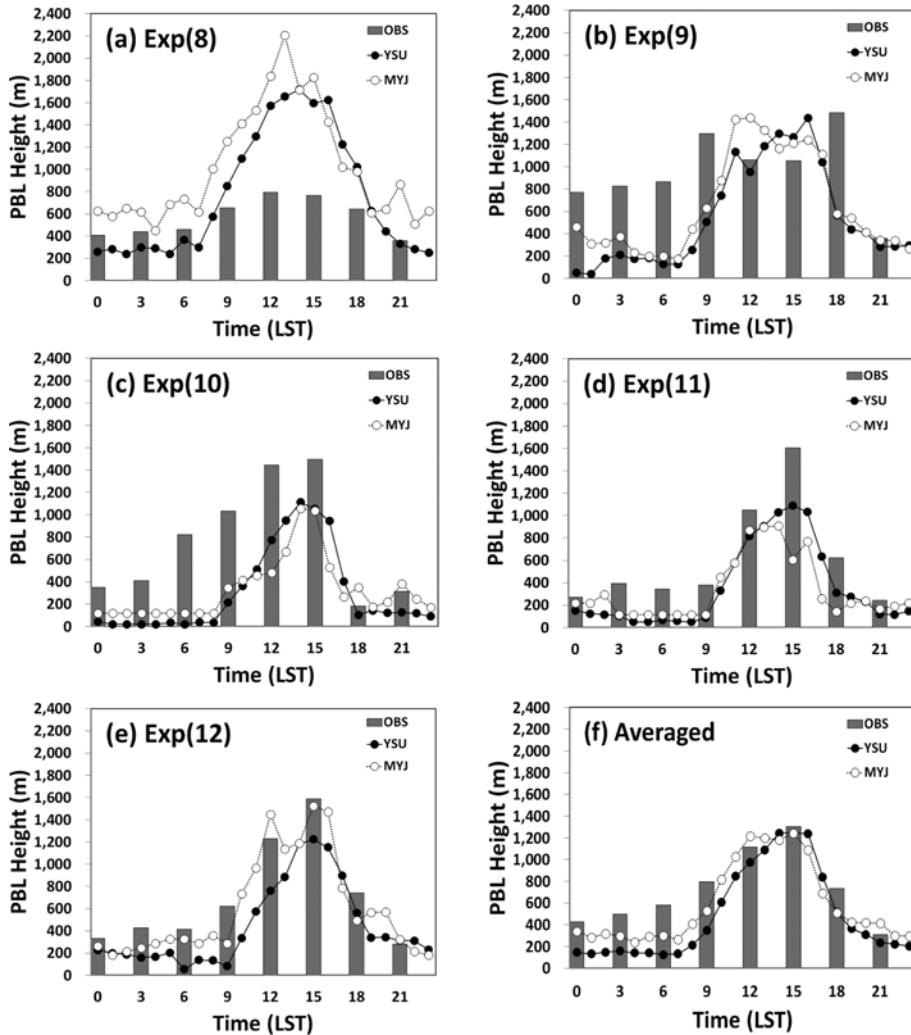 (a) Exp(8)
OBS
YSU
MYJ
PBL Height (m)
2,400
2,200
2,000
1,800
1,600
1,400
1,200
1,000
800
600
400
200
0
0 3 6 9 12 15 18 21
Time (LST)
(b) Exp(9)
OBS
YSU
MYJ
PBL Height (m)
2,400
2,200
2,000
1,800
1,600
1,400
1,200
1,000
800
600
400
200
0
0 3 6 9 12 15 18 21
Time (LST)
(c) Exp(10)
OBS
YSU
MYJ
PBL Height (m)
2,400
2,200
2,000
1,800
1,600
1,400
1,200
1,000
800
600
400
200
0
0 3 6 9 12 15 18 21
Time (LST)
(d) Exp(11)
OBS
YSU
MYJ
PBL Height (m)
2,400
2,200
2,000
1,800
1,600
1,400
1,200
1,000
800
600
400
200
0
0 3 6 9 12 15 18 21
Time (LST)
(e) Exp(12)
OBS
YSU
MYJ
PBL Height (m)
2,400
2,200
2,000
1,800
1,600
1,400
1,200
1,000
800
600
400
200
0
0 3 6 9 12 15 18 21
Time (LST)
(f) Averaged
OBS
YSU
MYJ
PBL Height (m)
2,400
2,200
2,000
1,800
1,600
1,400
1,200
1,000
800
600
400
200
0
0 3 6 9 12 15 18 21
Time (LST)